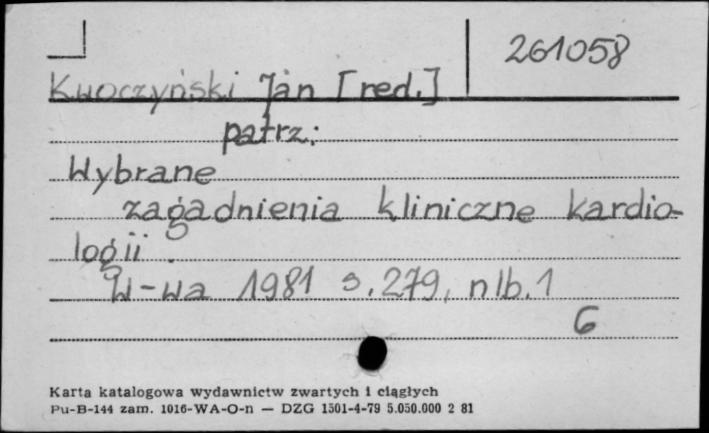 261058
Kwoczyński Jan [red.]
patrz:
Wybrane
zagadnienia kliniczne kardio-
logii.
W-wa 1981 s. 279, nlb. 1
6
Karta katalogowa wydawnictw zwartych i ciągłych
Pu-B-144 zam. 1016-WA-O-n — DZG 1501-4-79 5.050.000 2 81